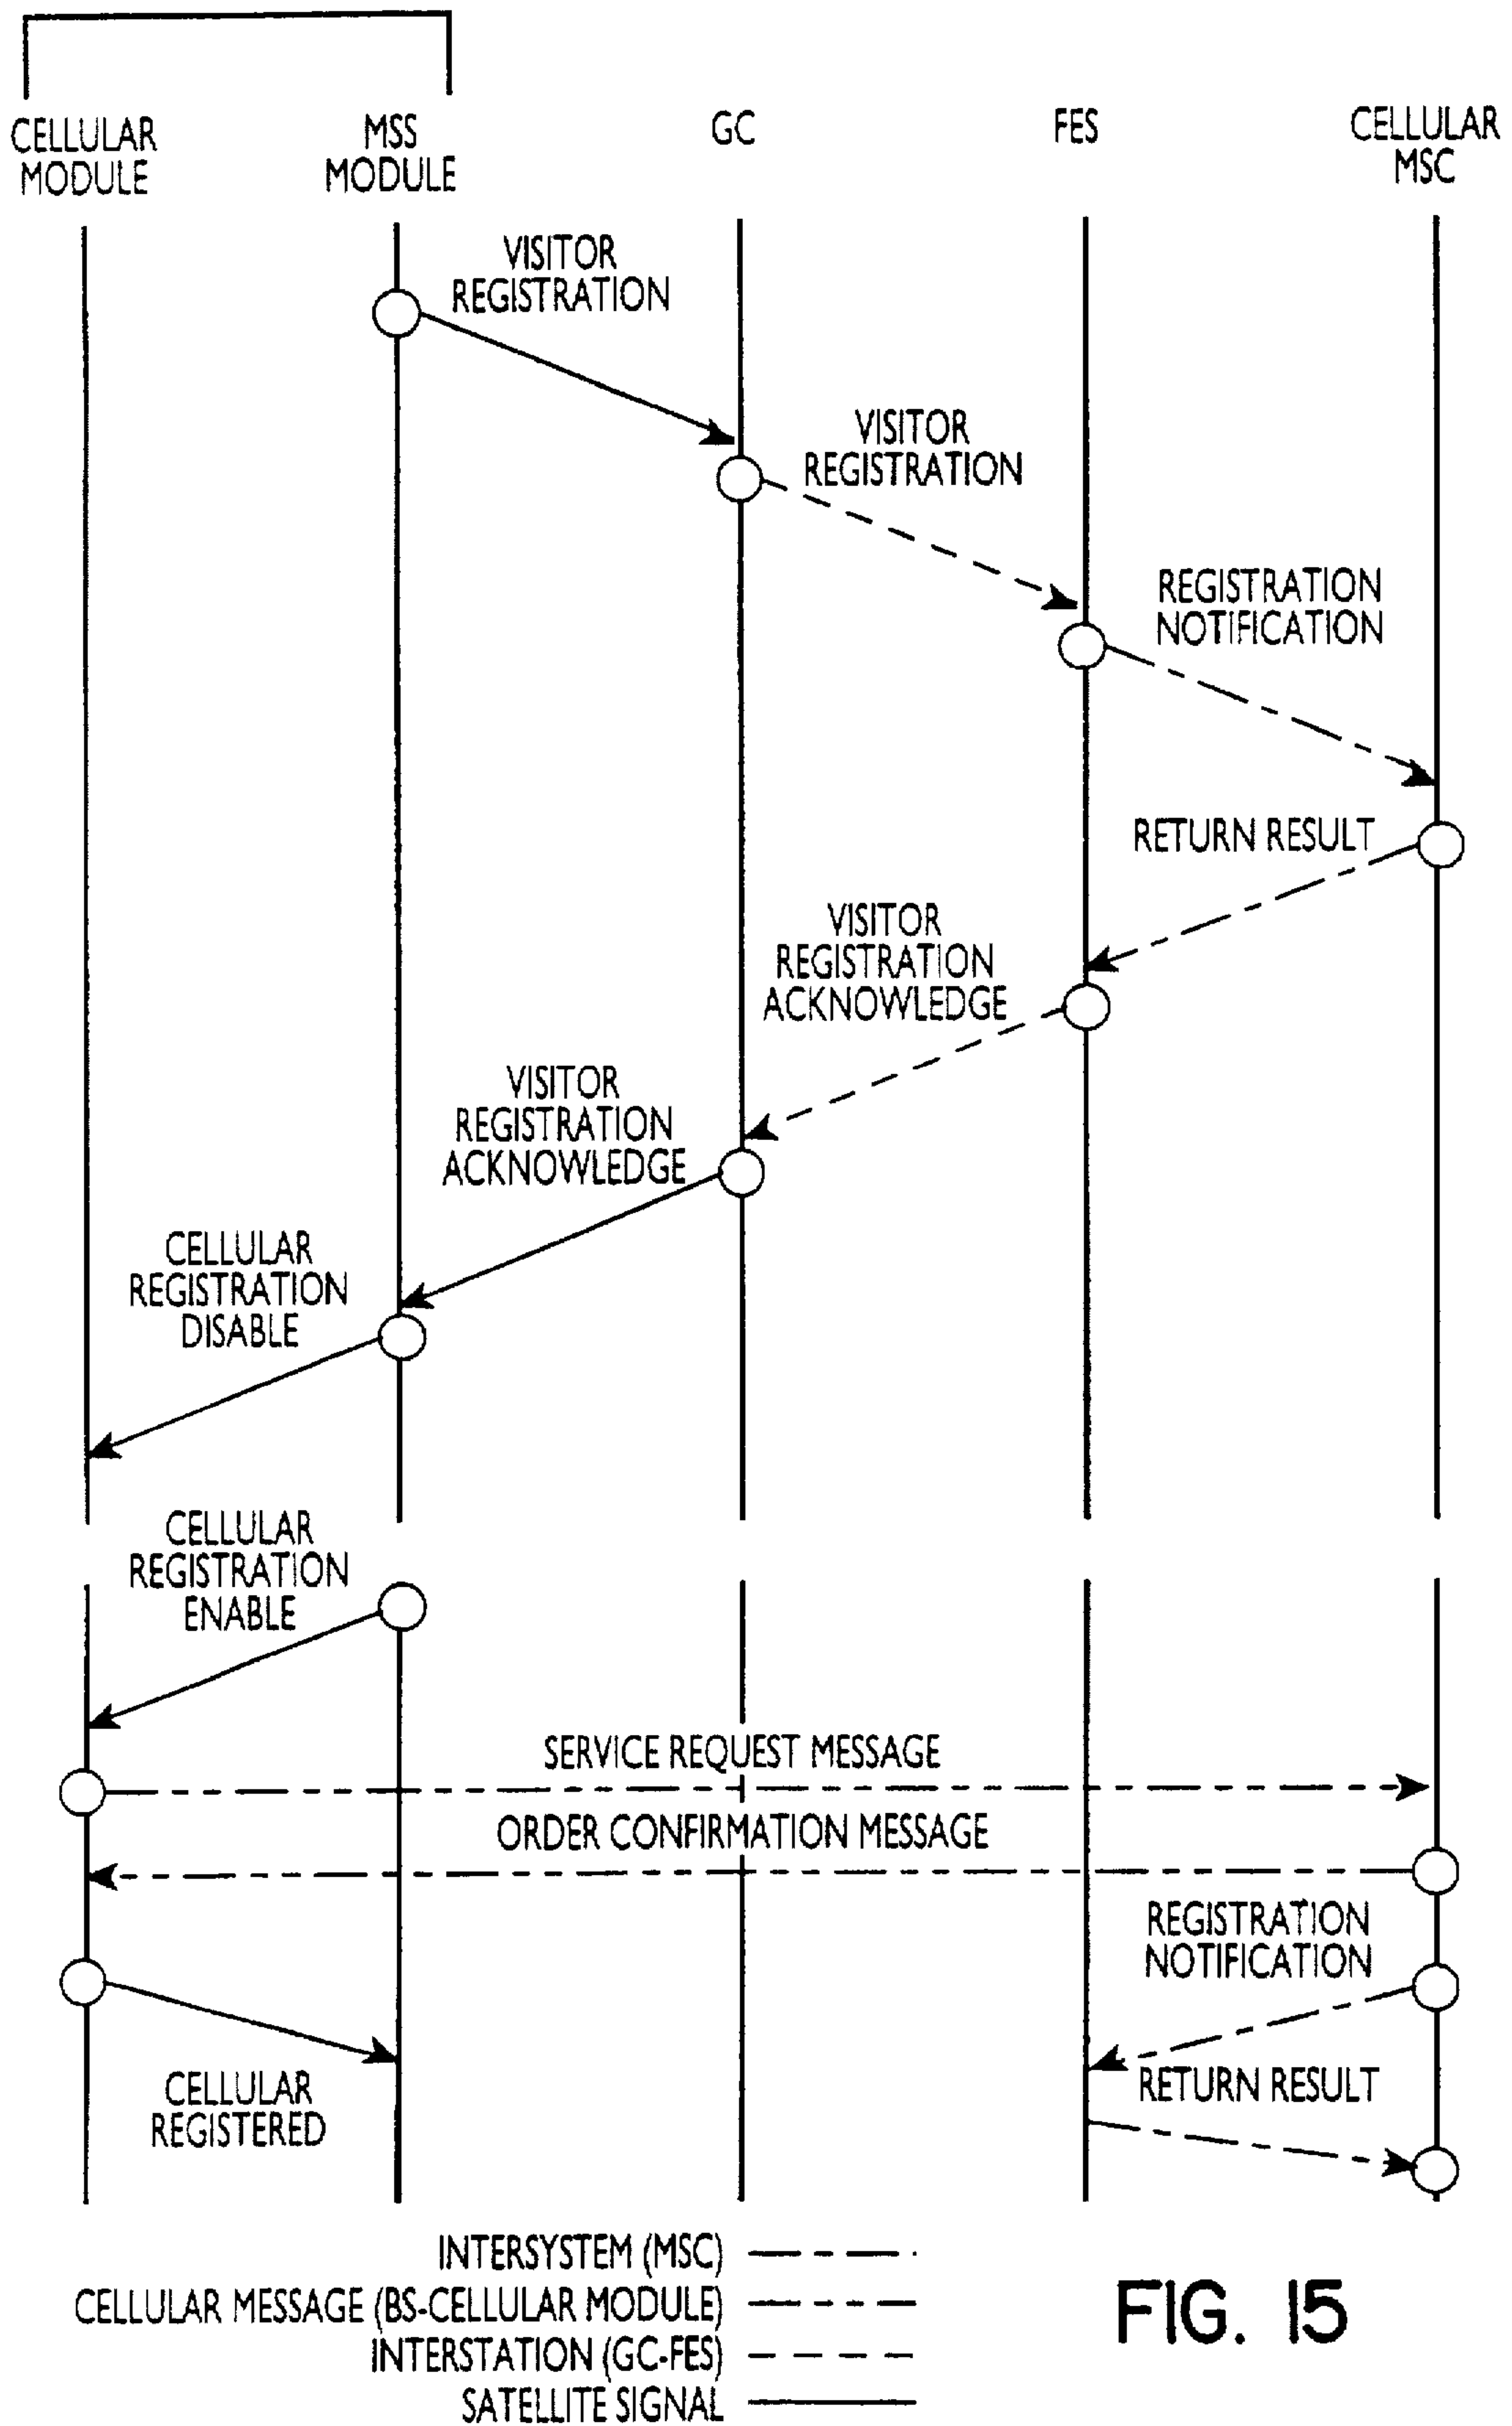 CELLULAR
MODULE
MSS
MODULE
GC
FES
CELLULAR
MSC
VISITOR
REGISTRATION
VISITOR
REGISTRATION
REGISTRATION
NOTIFICATION
RETURN RESULT
VISITOR
REGISTRATION
ACKNOWLEDGE
VISITOR
REGISTRATION
ACKNOWLEDGE
CELLULAR
REGISTRATION
DISABLE
CELLULAR
REGISTRATION
ENABLE
SERVICE REQUEST MESSAGE
ORDER CONFIRMATION MESSAGE
REGISTRATION
NOTIFICATION
RETURN RESULT
CELLULAR
REGISTERED
INTERSYSTEM (MSC)
CELLULAR MESSAGE (BS-CELLULAR MODULE)
INTERSTATION (GC-FES)
SATELLITE SIGNAL
FIG. 15